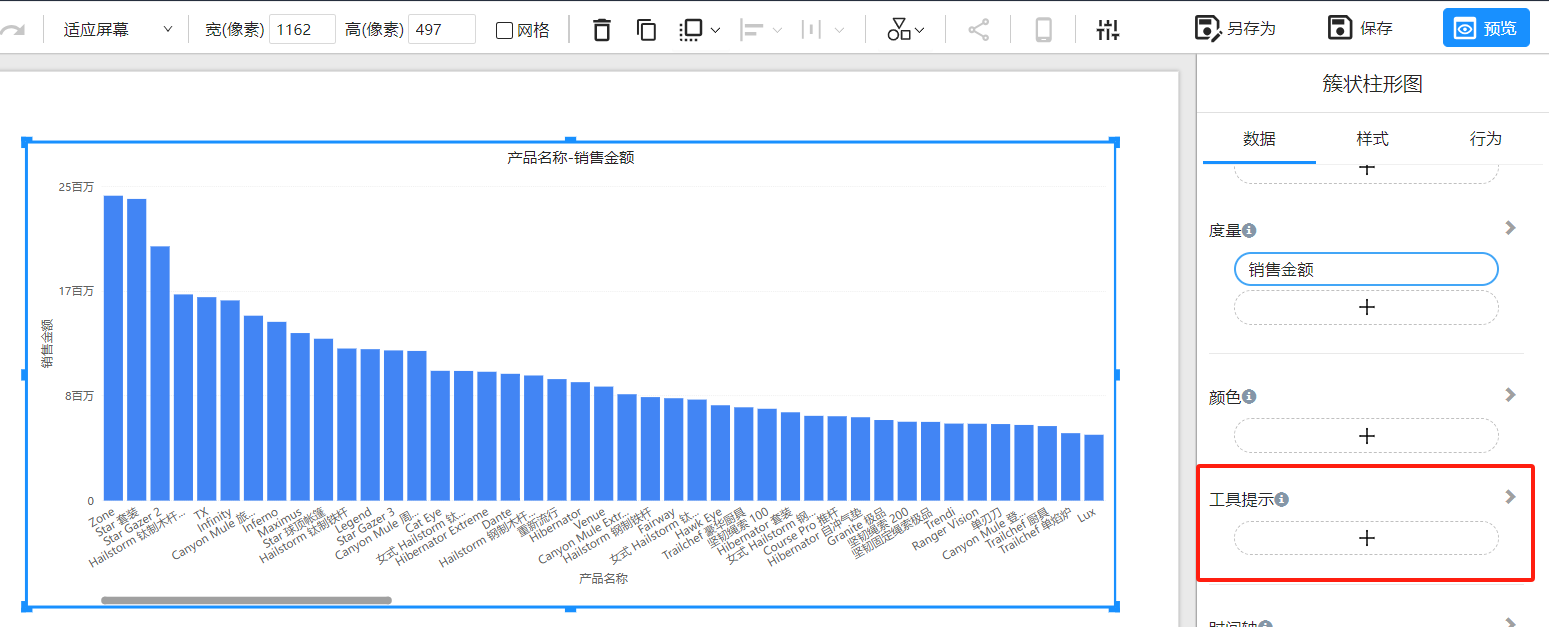 适应屏幕 宽(像素) 1162 高(像素) 497 网格 另存为 保存 预览
簇状柱形图
数据 样式 行为
度量
销售金额
颜色
工具提示
时间轴
产品名称-销售金额
25百万
17百万
8百万
0
销售金额
Zone
Star 套装
Star Gazer 2
Hailstorm 钛制木杆...
TX
Infinity
Canyon Mule 旅...
Inferno
Maximus
Star 球顶帐篷
Hailstorm 钛制铁杆
Legend
Star Gazer 3
Canyon Mule 周...
Cat Eye
女式 Hailstorm 钛...
Hibernator Extreme
Dante
Hailstorm 钢制木杆...
重新流行
Hibernator
Venue
Canyon Mule Extr...
Hailstorm 钢制铁杆
Fairway
女式 Hailstorm 钛...
Hawk Eye
Trailchef 豪华厨具
坚韧绳索 100
Hibernator 套装
女式 Hailstorm 钢...
Course Pro 推杆
Hibernator 自冲气垫
Granite 极品
坚韧绳索 200
坚韧固定绳索极品
Trendi
Ranger Vision
单刃刀
Canyon Mule 登...
Trailchef 厨具
Trailchef 单焰炉
Lux
产品名称